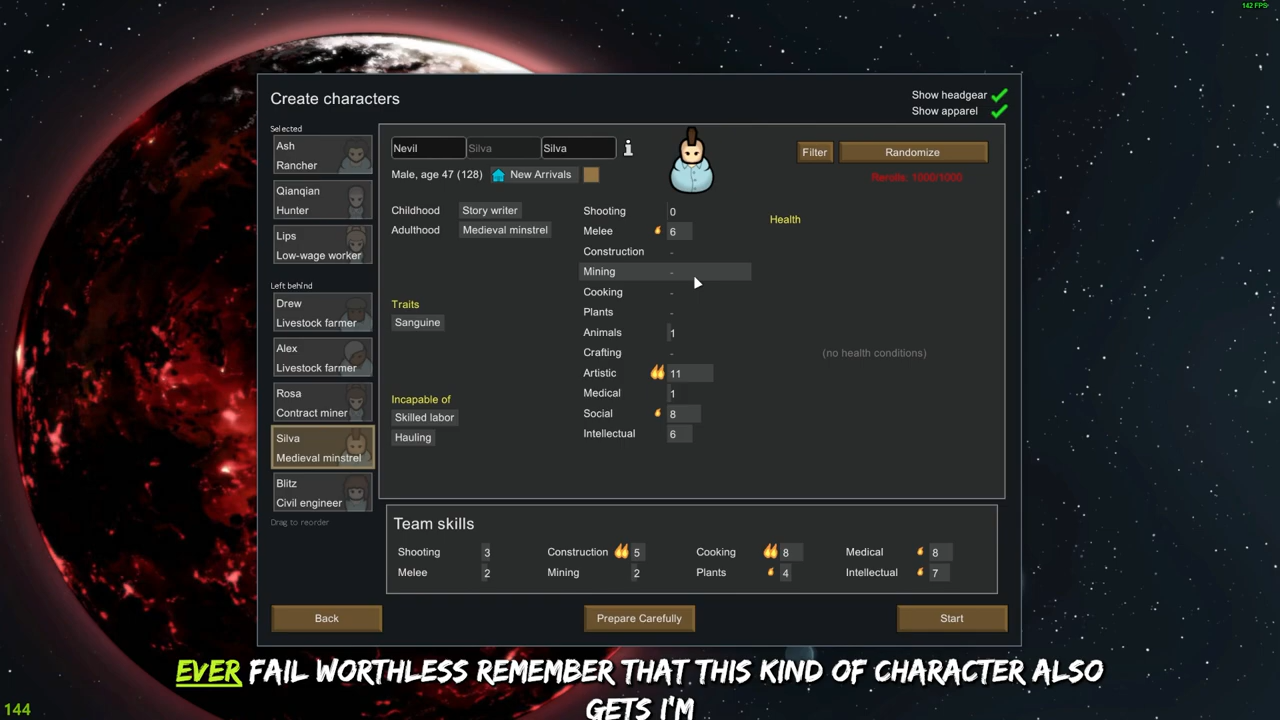 142 FPS
Create characters
Show headgear
Show apparel
Selected
Ash
Rancher
Qianqian
Hunter
Lips
Low-wage worker
Left behind
Drew
Livestock farmer
Alex
Livestock farmer
Rosa
Contract miner
Silva
Medieval minstrel
Blitz
Civil engineer
Drag to reorder
Nevil Silva Silva
Filter Randomize
Male, age 47 (128) New Arrivals
Rerolls: 1000/1000
Childhood Story writer
Adulthood Medieval minstrel
Traits
Sanguine
Incapable of
Skilled labor
Hauling
Shooting 0
Melee 6
Construction -
Mining -
Cooking -
Plants -
Animals 1
Crafting -
Artistic 11
Medical 1
Social 8
Intellectual 6
Health
(no health conditions)
Team skills
Shooting 3 Construction 5 Cooking 8 Medical 8
Melee 2 Mining 2 Plants 4 Intellectual 7
Back Prepare Carefully Start
EVER FAIL WORTHLESS REMEMBER THAT THIS KIND OF CHARACTER ALSO
GETS I'M
144